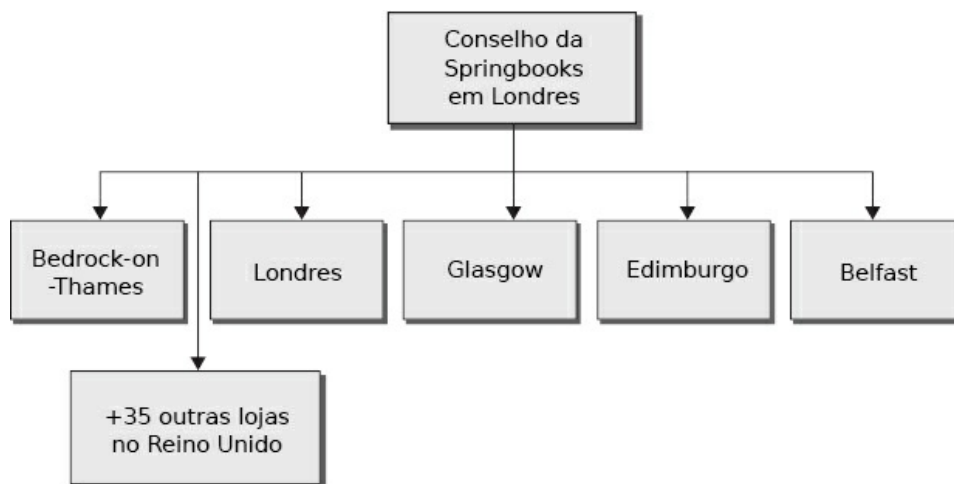 Conselho da
Springbooks
em Londres
Bedrock-on
-Thames
Londres
Glasgow
Edimburgo
Belfast
+35 outras lojas
no Reino Unido